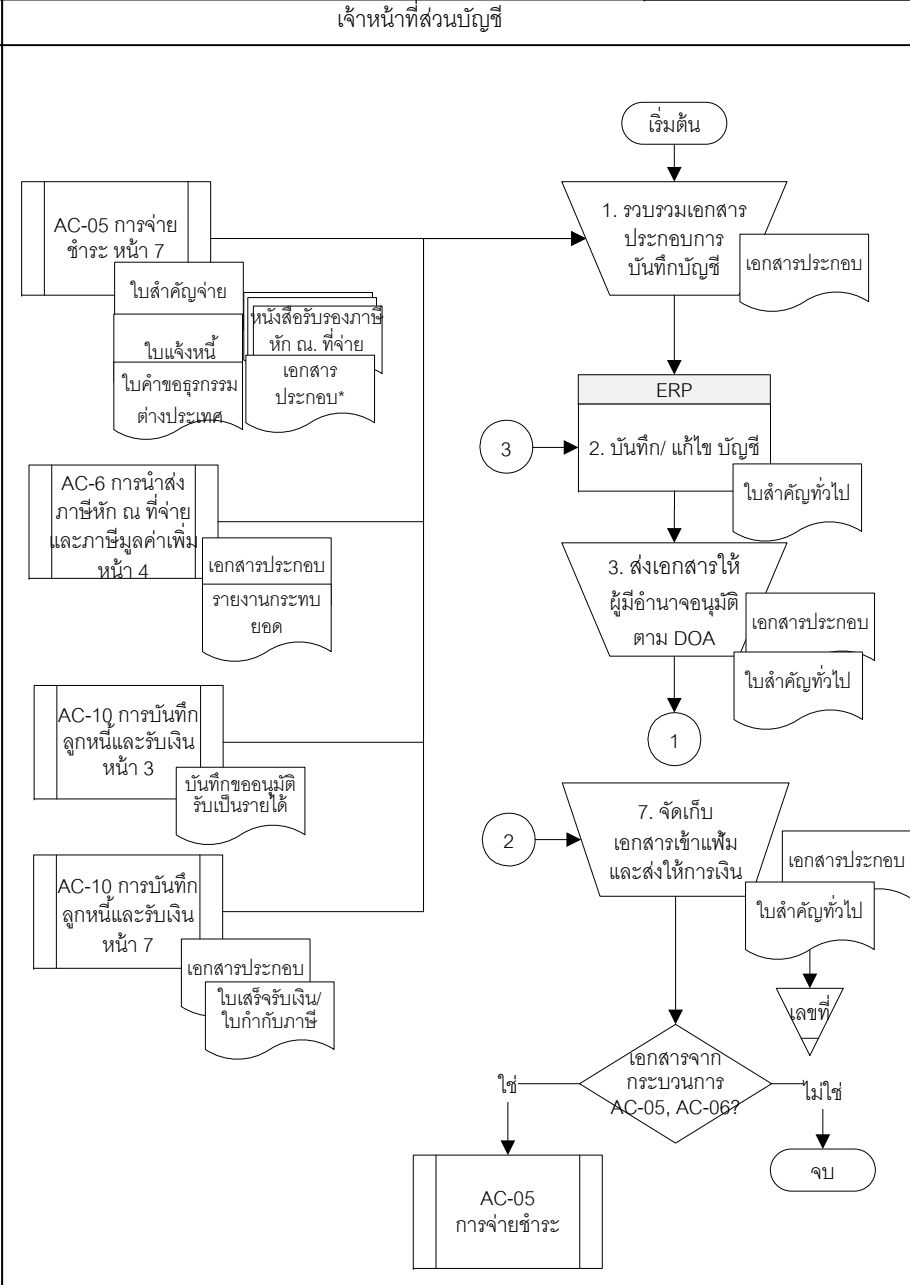 เจ้าหน้าที่ส่วนบัญชี
เริ่มต้น
AC-05 การจ่าย
ชำระ หน้า 7
ใบสำคัญจ่าย
ใบแจ้งหนี้
ใบคำขอธุรกรรม
ต่างประเทศ
หนังสือรับรองภาษี
หัก ณ. ที่จ่าย
เอกสาร
ประกอบ*
1. รวบรวมเอกสาร
ประกอบการ
บันทึกบัญชี
เอกสารประกอบ
ERP
2. บันทึก/ แก้ไข บัญชี
3
ใบสำคัญทั่วไป
AC-6 การนำส่ง
ภาษีหัก ณ ที่จ่าย
และภาษีมูลค่าเพิ่ม
หน้า 4
เอกสารประกอบ
รายงานกระทบ
ยอด
3. ส่งเอกสารให้
ผู้มีอำนาจอนุมัติ
ตาม DOA
เอกสารประกอบ
ใบสำคัญทั่วไป
1
AC-10 การบันทึก
ลูกหนี้และรับเงิน
หน้า 3
บันทึกขออนุมัติ
รับเป็นรายได้
2
7. จัดเก็บ
เอกสารเข้าแฟ้ม
และส่งให้การเงิน
เอกสารประกอบ
ใบสำคัญทั่วไป
เลขที่
AC-10 การบันทึก
ลูกหนี้และรับเงิน
หน้า 7
เอกสารประกอบ
ใบเสร็จรับเงิน/
ใบกำกับภาษี
เอกสารจาก
กระบวนการ
AC-05, AC-06?
ใช่
ไม่ใช่
AC-05
การจ่ายชำระ
จบ